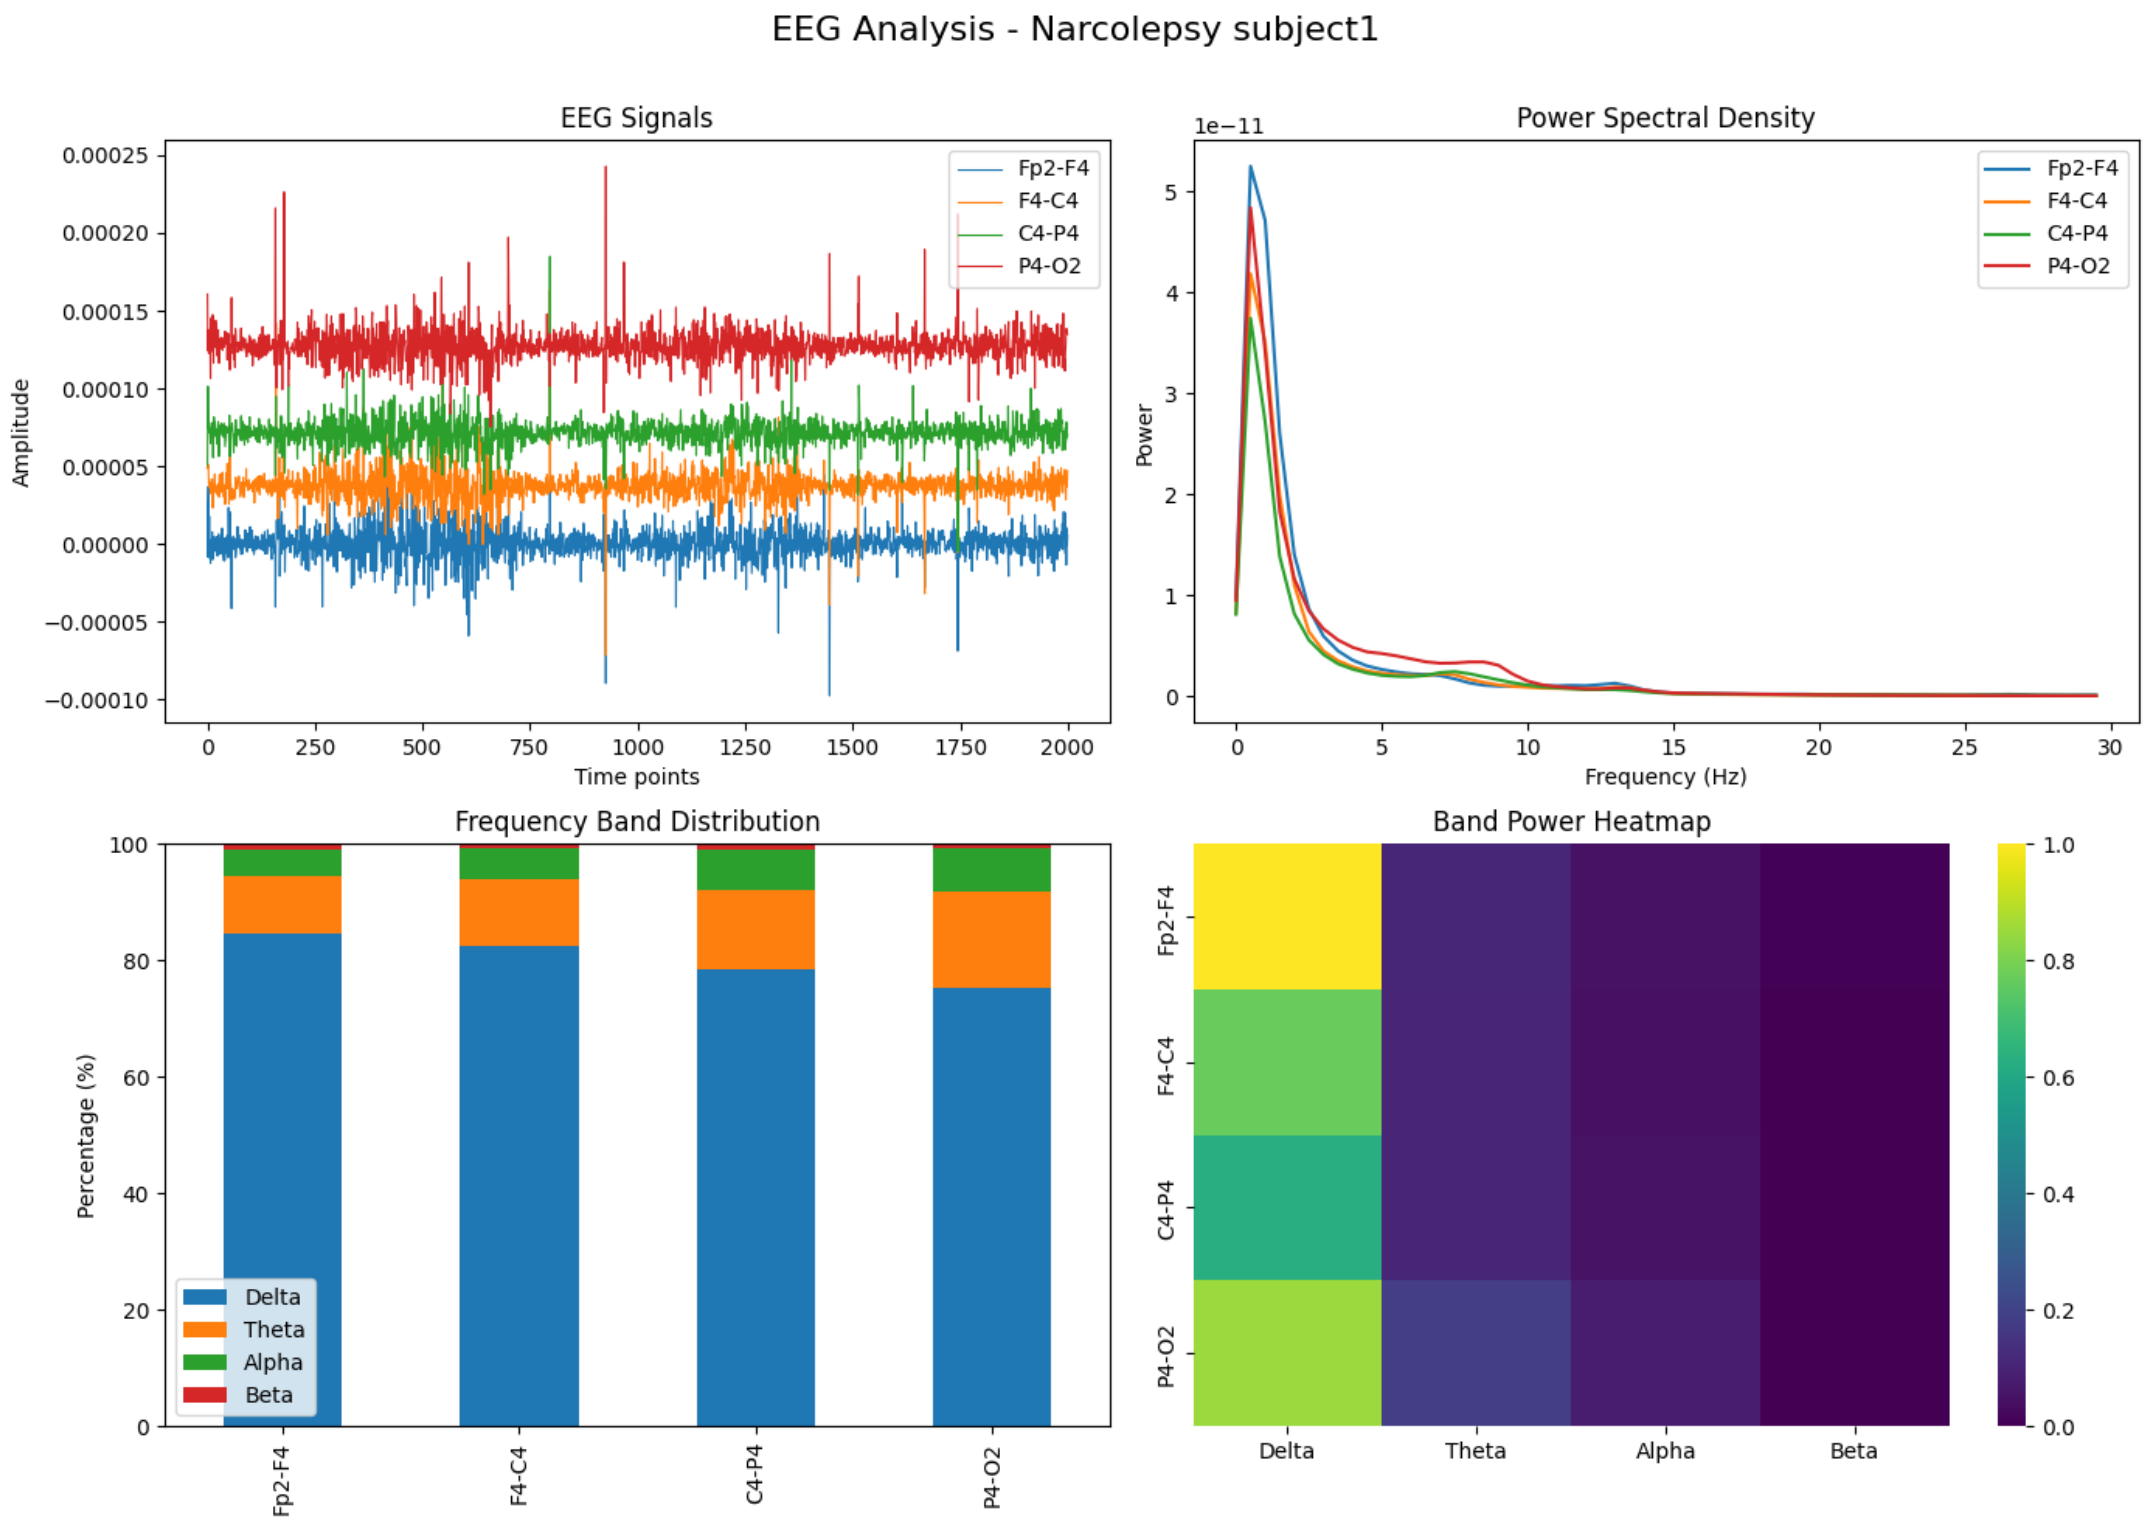 EEG Analysis - Narcolepsy subject1
EEG Signals
0.00025
0.00020
0.00015
0.00010
0.00005
0.00000
−0.00005
−0.00010
Amplitude
Fp2-F4
F4-C4
C4-P4
P4-O2
0 250 500 750 1000 1250 1500 1750 2000
Time points
Power Spectral Density
1e−11
5
4
3
2
1
0
Power
Fp2-F4
F4-C4
C4-P4
P4-O2
0 5 10 15 20 25 30
Frequency (Hz)
Frequency Band Distribution
100
80
60
40
20
0
Percentage (%)
Delta
Theta
Alpha
Beta
Fp2-F4 F4-C4 C4-P4 P4-O2
Band Power Heatmap
Fp2-F4
F4-C4
C4-P4
P4-O2
Delta Theta Alpha Beta
1.0
0.8
0.6
0.4
0.2
0.0